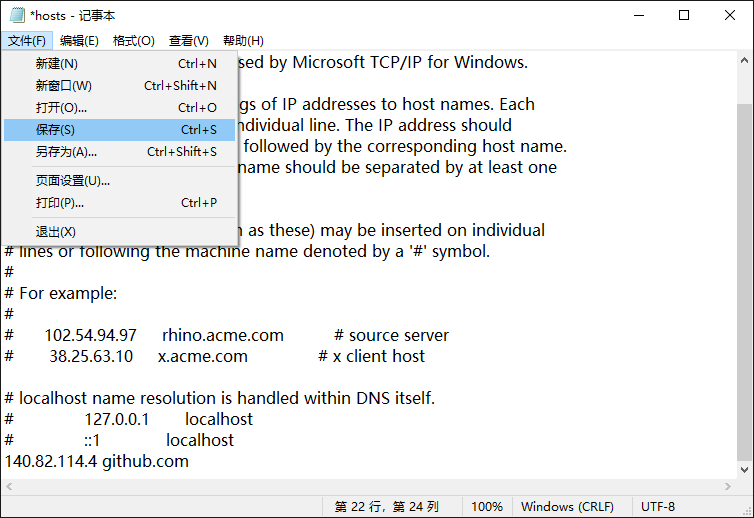 *hosts - 记事本
文件(F) 编辑(E) 格式(O) 查看(V) 帮助(H)
新建(N) Ctrl+N
新窗口(W) Ctrl+Shift+N
打开(O)... Ctrl+O
保存(S) Ctrl+S
另存为(A)... Ctrl+Shift+S
页面设置(U)...
打印(P)... Ctrl+P
退出(X)
sed by Microsoft TCP/IP for Windows.
gs of IP addresses to host names. Each
ndividual line. The IP address should
followed by the corresponding host name.
name should be separated by at least one
as these) may be inserted on individual
# lines or following the machine name denoted by a '#' symbol.
#
# For example:
#
# 102.54.94.97 rhino.acme.com # source server
# 38.25.63.10 x.acme.com # x client host
# localhost name resolution is handled within DNS itself.
# 127.0.0.1 localhost
# ::1 localhost
140.82.114.4 github.com
第 22 行，第 24 列 100% Windows (CRLF) UTF-8